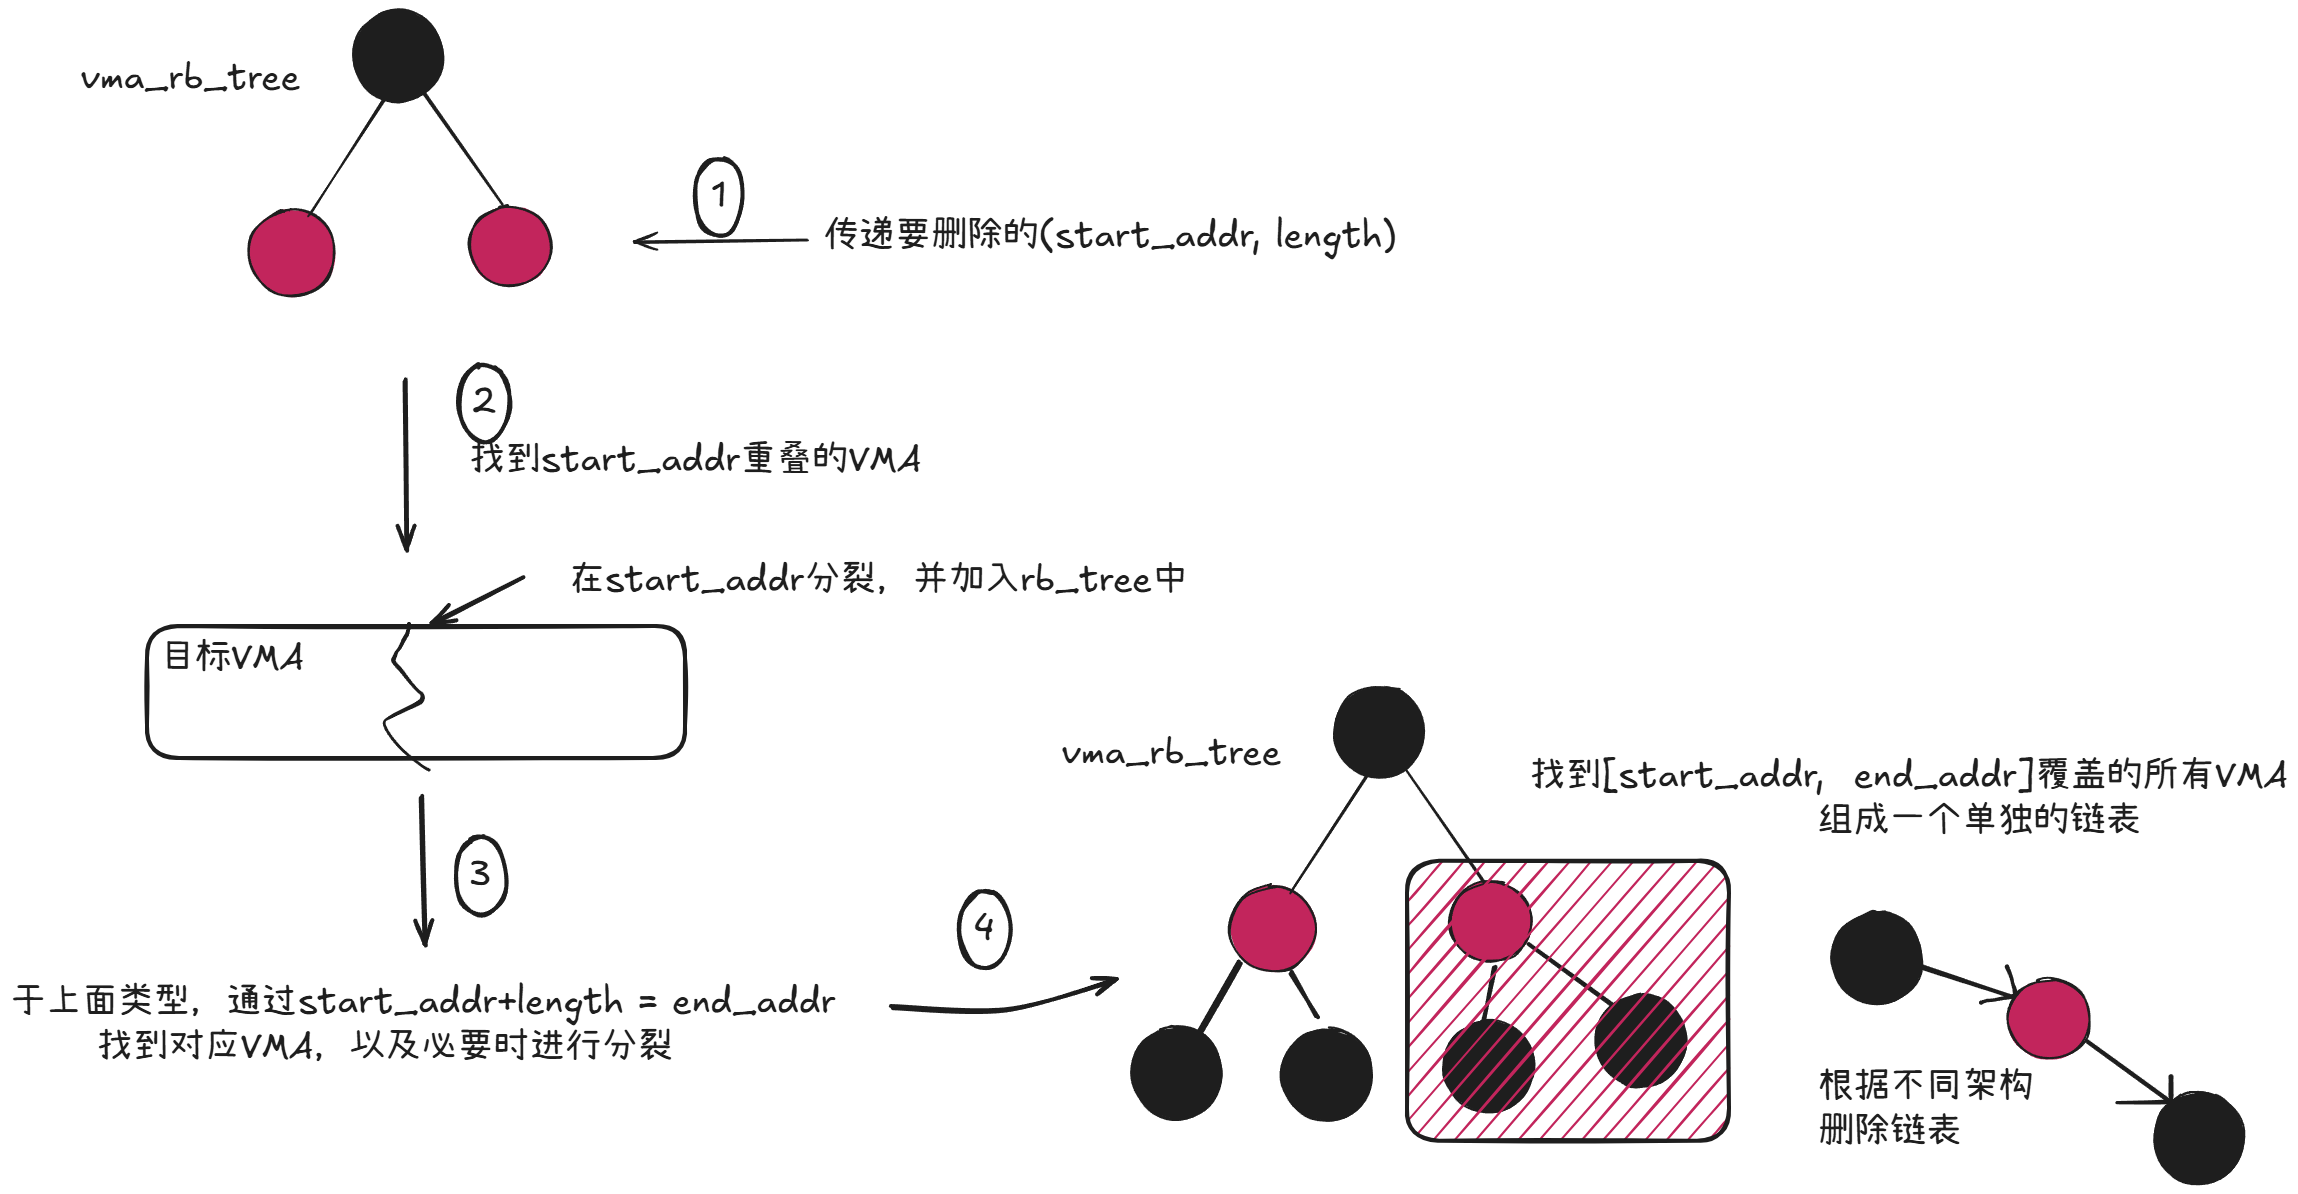 vma_rb_tree
1
传递要删除的(start_addr, length)
2
找到start_addr重叠的VMA
在start_addr分裂，并加入rb_tree中
目标VMA
3
于上面类型，通过start_addr+length = end_addr
找到对应VMA，以及必要时进行分裂
4
vma_rb_tree
找到[start_addr, end_addr]覆盖的所有VMA
组成一个单独的链表
根据不同架构
删除链表